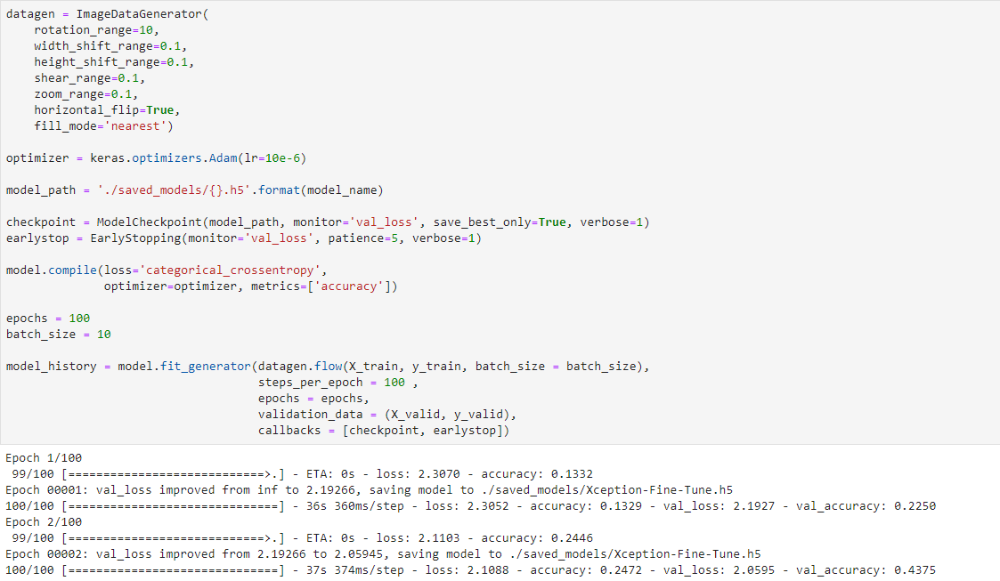 datagen = ImageDataGenerator(
    rotation_range=10,
    width_shift_range=0.1,
    height_shift_range=0.1,
    shear_range=0.1,
    zoom_range=0.1,
    horizontal_flip=True,
    fill_mode='nearest')

optimizer = keras.optimizers.Adam(lr=10e-6)

model_path = './saved_models/{}.h5'.format(model_name)

checkpoint = ModelCheckpoint(model_path, monitor='val_loss', save_best_only=True, verbose=1)
earlystop = EarlyStopping(monitor='val_loss', patience=5, verbose=1)

model.compile(loss='categorical_crossentropy',
              optimizer=optimizer, metrics=['accuracy'])

epochs = 100
batch_size = 10

model_history = model.fit_generator(datagen.flow(X_train, y_train, batch_size = batch_size),
                                    steps_per_epoch = 100 ,
                                    epochs = epochs,
                                    validation_data = (X_valid, y_valid),
                                    callbacks = [checkpoint, earlystop])
Epoch 1/100
 99/100 [============================>.] - ETA: 0s - loss: 2.3070 - accuracy: 0.1332
Epoch 00001: val_loss improved from inf to 2.19266, saving model to ./saved_models/Xception-Fine-Tune.h5
100/100 [==============================] - 36s 360ms/step - loss: 2.3052 - accuracy: 0.1329 - val_loss: 2.1927 - val_accuracy: 0.2250
Epoch 2/100
 99/100 [============================>.] - ETA: 0s - loss: 2.1103 - accuracy: 0.2446
Epoch 00002: val_loss improved from 2.19266 to 2.05945, saving model to ./saved_models/Xception-Fine-Tune.h5
100/100 [==============================] - 37s 374ms/step - loss: 2.1088 - accuracy: 0.2472 - val_loss: 2.0595 - val_accuracy: 0.4375